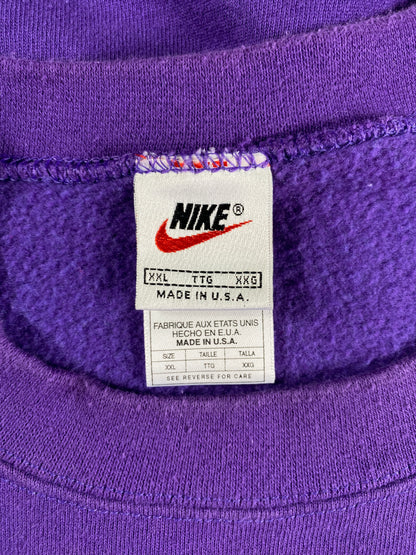 NIKE ®
XXL TTG XXG
MADE IN U.S.A.
FABRIQUE AUX ETATS UNIS
HECHO EN E.U.A.
MADE IN U.S.A.
SIZE TAILLE TALLA
XXL TTG XXG
SEE REVERSE FOR CARE